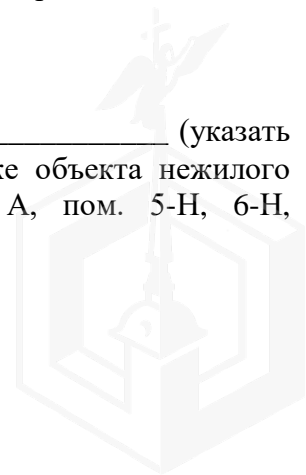 ____________ (указать
ке объекта нежилого
А, пом. 5-Н, 6-Н,